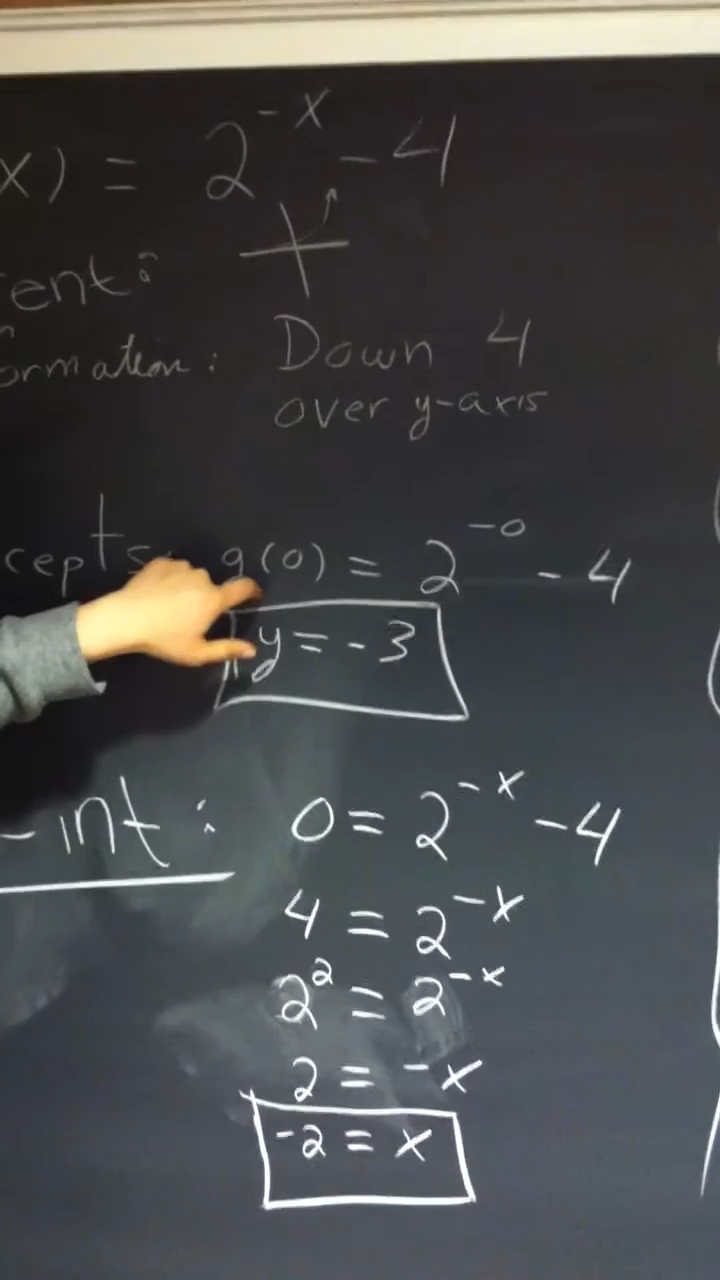 x) = 2^{-x} - 4
ent:
ormation: Down 4
over y-axis
cepts: g(0) = 2^{-0} - 4
y = -3
-int: 0 = 2^{-x} - 4
4 = 2^{-x}
2^2 = 2^{-x}
2 = -x
-2 = x